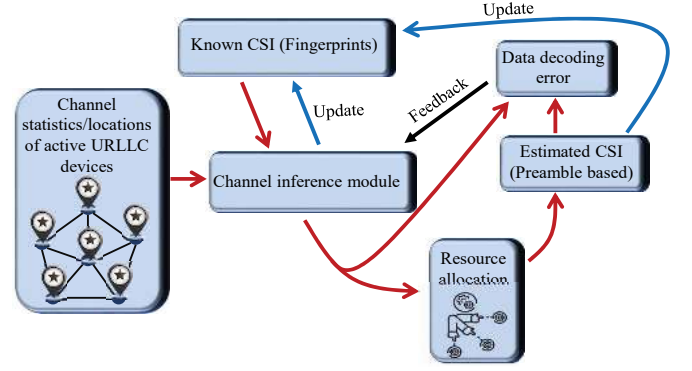 Update
Known CSI (Fingerprints)
Data decoding
error
Channel
statistics/locations
of active URLLC
devices
Update
Feedback
Channel inference module
Estimated CSI
(Preamble based)
Resource
allocation